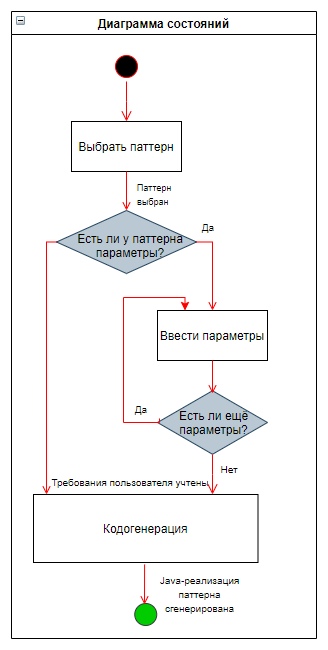 Диаграмма состояний
Выбрать паттерн
Паттерн
выбран
Есть ли у паттерна
параметры?
Да
Ввести параметры
Есть ли ещё
параметры?
Да
Нет
Требования пользователя учтены
Кодогенерация
Java-реализация
паттерна
сгенерирована